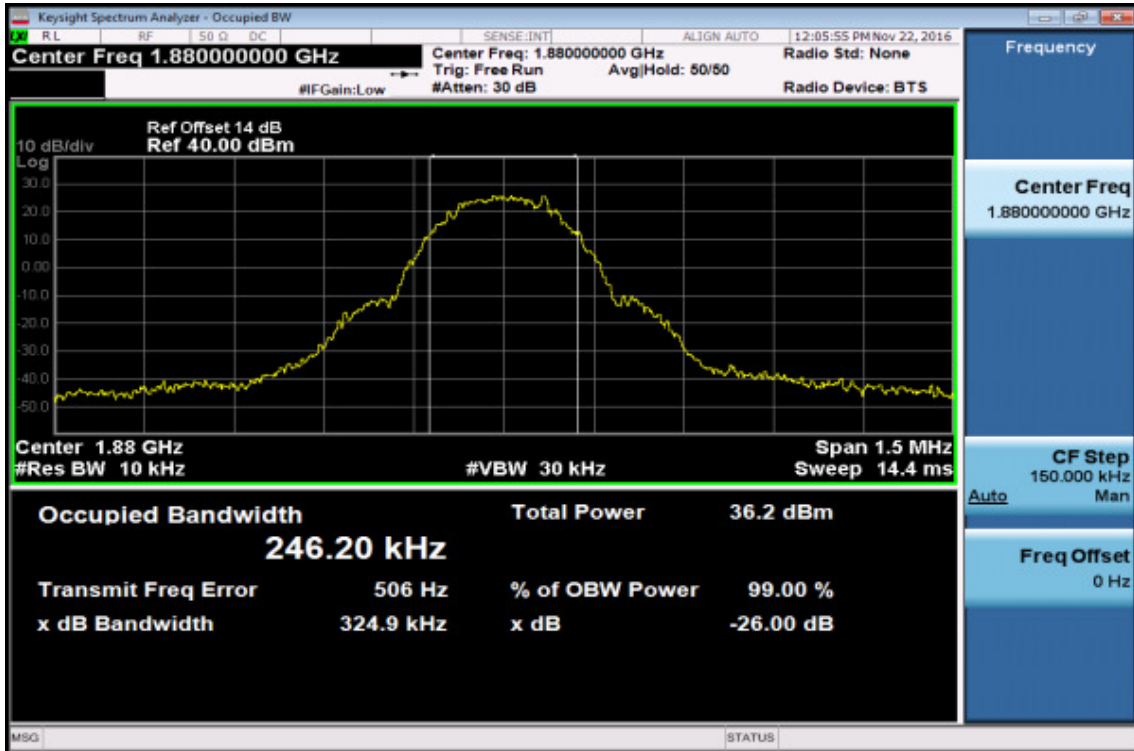 Keysight Spectrum Analyzer - Occupied BW
LXI RL RF 50 Ω DC SENSE:INT ALIGN AUTO 12:05:55 PM Nov 22, 2016
Center Freq 1.880000000 GHz
Center Freq: 1.880000000 GHz
Radio Std: None
Trig: Free Run Avg|Hold: 50/50
#IFGain:Low
#Atten: 30 dB
Radio Device: BTS
Frequency
Ref Offset 14 dB
10 dB/div Ref 40.00 dBm
Log
30.0
20.0
10.0
0.00
-10.0
-20.0
-30.0
-40.0
-50.0
Center 1.88 GHz
Span 1.5 MHz
#Res BW 10 kHz
#VBW 30 kHz
Sweep 14.4 ms
Occupied Bandwidth
Total Power 36.2 dBm
246.20 kHz
Transmit Freq Error 506 Hz
% of OBW Power 99.00 %
x dB Bandwidth 324.9 kHz
x dB -26.00 dB
Center Freq
1.880000000 GHz
CF Step
150.000 kHz
Auto Man
Freq Offset
0 Hz
MSG STATUS